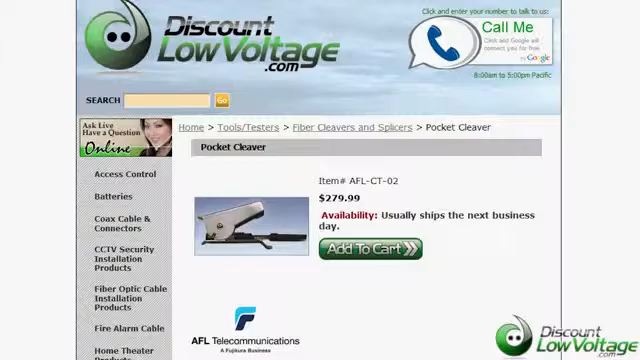 Click and enter your number to talk to us:
Discount
LowVoltage
.com
Call Me
Click and Google will
connect you for free
by Google
8:00am to 5:00pm Pacific
SEARCH
Go
Ask Live
Have a Question
Online
Home > Tools/Testers > Fiber Cleavers and Splicers > Pocket Cleaver
Pocket Cleaver
Access Control
Batteries
Coax Cable &
Connectors
CCTV Security
Installation
Products
Fiber Optic Cable
Installation
Products
Fire Alarm Cable
Home Theater
Products
Item# AFL-CT-02
$279.99
Availability: Usually ships the next business
day.
Add To Cart
AFL Telecommunications
A Fujikura Business
Discount
LowVoltage
.com